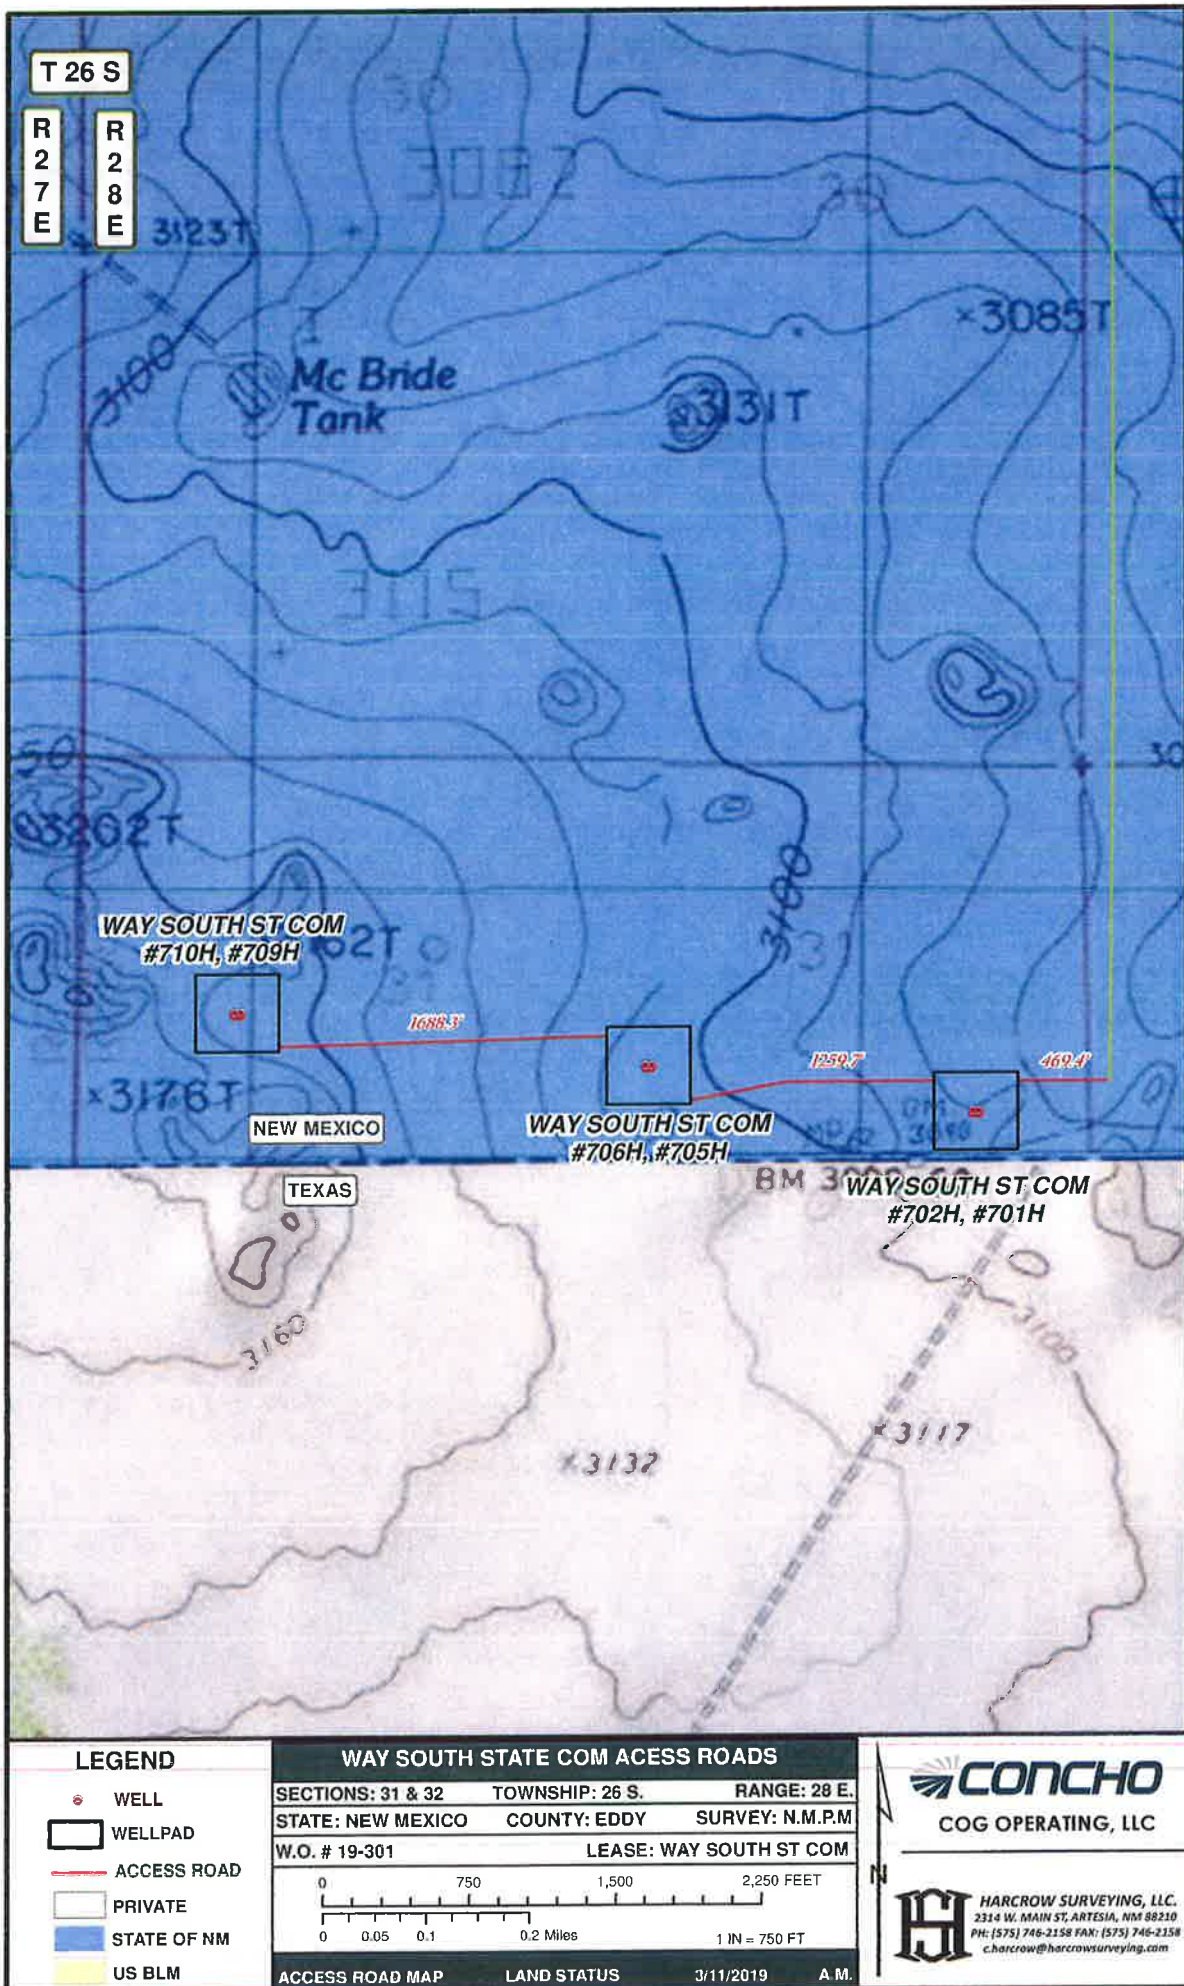 T 26 S
R 27 E
R 28 E
3123T
3100
Mc Bride
Tank
×3085T
3131T
30
3202T
3100
31
WAY SOUTH ST COM
#710H, #709H
62T
1688.3'
1259.7'
469.4'
×3176T
NEW MEXICO
WAY SOUTH ST COM
#706H, #705H
TEXAS
BM
WAY SOUTH ST COM
#702H, #701H
3160
3100
×3117
×3132
LEGEND
WELL
WELLPAD
ACCESS ROAD
PRIVATE
STATE OF NM
US BLM
WAY SOUTH STATE COM ACESS ROADS
SECTIONS: 31 & 32 TOWNSHIP: 26 S. RANGE: 28 E.
STATE: NEW MEXICO COUNTY: EDDY SURVEY: N.M.P.M
W.O. # 19-301 LEASE: WAY SOUTH ST COM
0 750 1,500 2,250 FEET
0 0.05 0.1 0.2 Miles 1 IN = 750 FT
ACCESS ROAD MAP LAND STATUS 3/11/2019 A.M.
N
CONCHO
COG OPERATING, LLC
HARCROW SURVEYING, LLC.
2314 W. MAIN ST, ARTESIA, NM 88210
PH: (575) 746-2158 FAX: (575) 746-2158
c.harcrow@harcrowsurveying.com